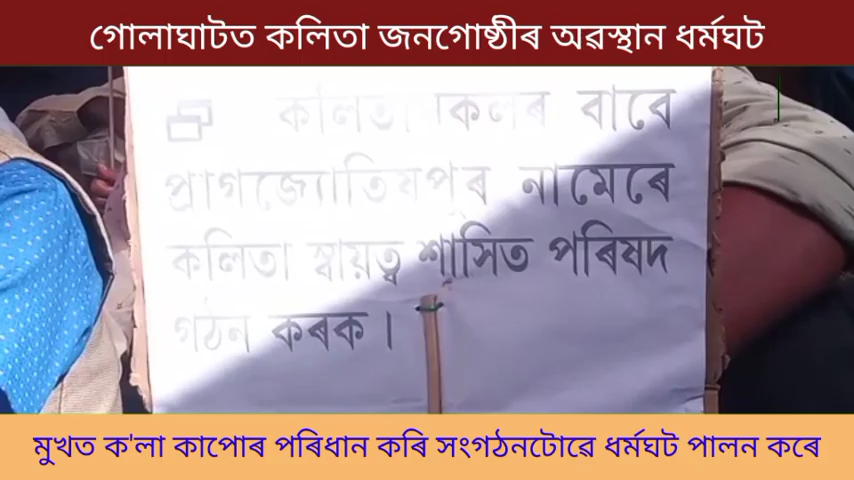 গোলাঘাটত কলিতা জনগোষ্ঠীৰ অৱস্থান ধৰ্মঘট
কলিতাসকলৰ বাবে
প্ৰাগজ্যোতিষপুৰ নামেৰে
কলিতা স্বায়ত্ব শাসিত পৰিষদ
গঠন কৰক।
মুখত ক'লা কাপোৰ পৰিধান কৰি সংগঠনটোৱে ধৰ্মঘট পালন কৰে